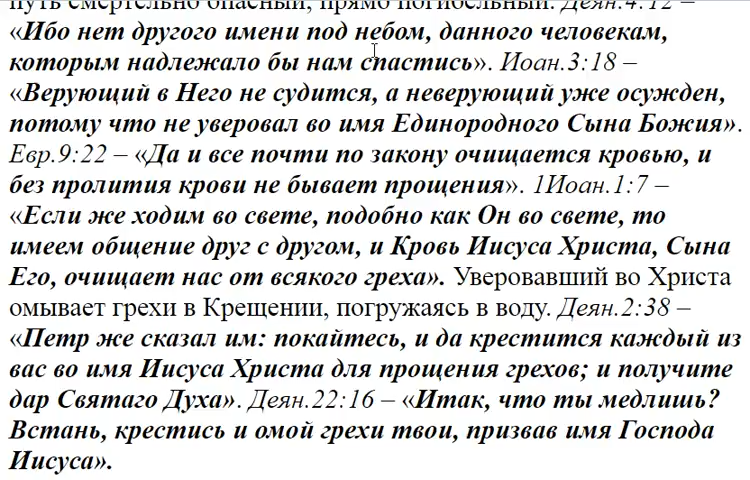 путь смертельно опасный, прямо погибельный. Деян.4:12 –
«Ибо нет другого имени под небом, данного человекам,
которым надлежало бы нам спастись». Иоан.3:18 –
«Верующий в Него не судится, а неверующий уже осужден,
потому что не уверовал во имя Единородного Сына Божия».
Евр.9:22 – «Да и все почти по закону очищается кровью, и
без пролития крови не бывает прощения». 1Иоан.1:7 –
«Если же ходим во свете, подобно как Он во свете, то
имеем общение друг с другом, и Кровь Иисуса Христа, Сына
Его, очищает нас от всякого греха». Уверовавший во Христа
омывает грехи в Крещении, погружаясь в воду. Деян.2:38 –
«Петр же сказал им: покайтесь, и да крестится каждый из
вас во имя Иисуса Христа для прощения грехов; и получите
дар Святаго Духа». Деян.22:16 – «Итак, что ты медлишь?
Встань, крестись и омой грехи твои, призвав имя Господа
Иисуса».